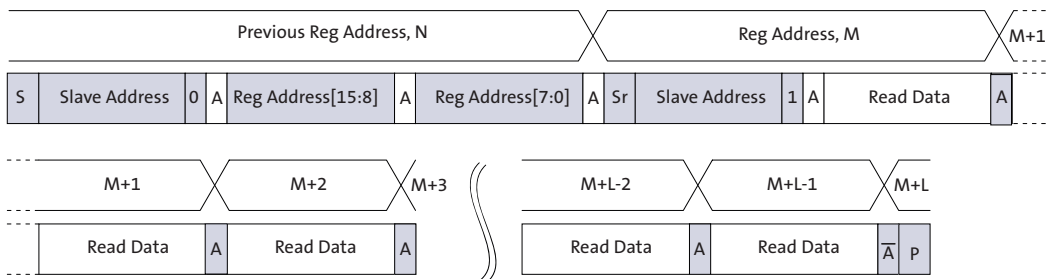 Previous Reg Address, N Reg Address, M M+1
S Slave Address 0 A Reg Address[15:8] A Reg Address[7:0] A Sr Slave Address 1 A Read Data A
M+1 M+2 M+3 M+L-2 M+L-1 M+L
Read Data A Read Data A Read Data A Read Data A̅ P